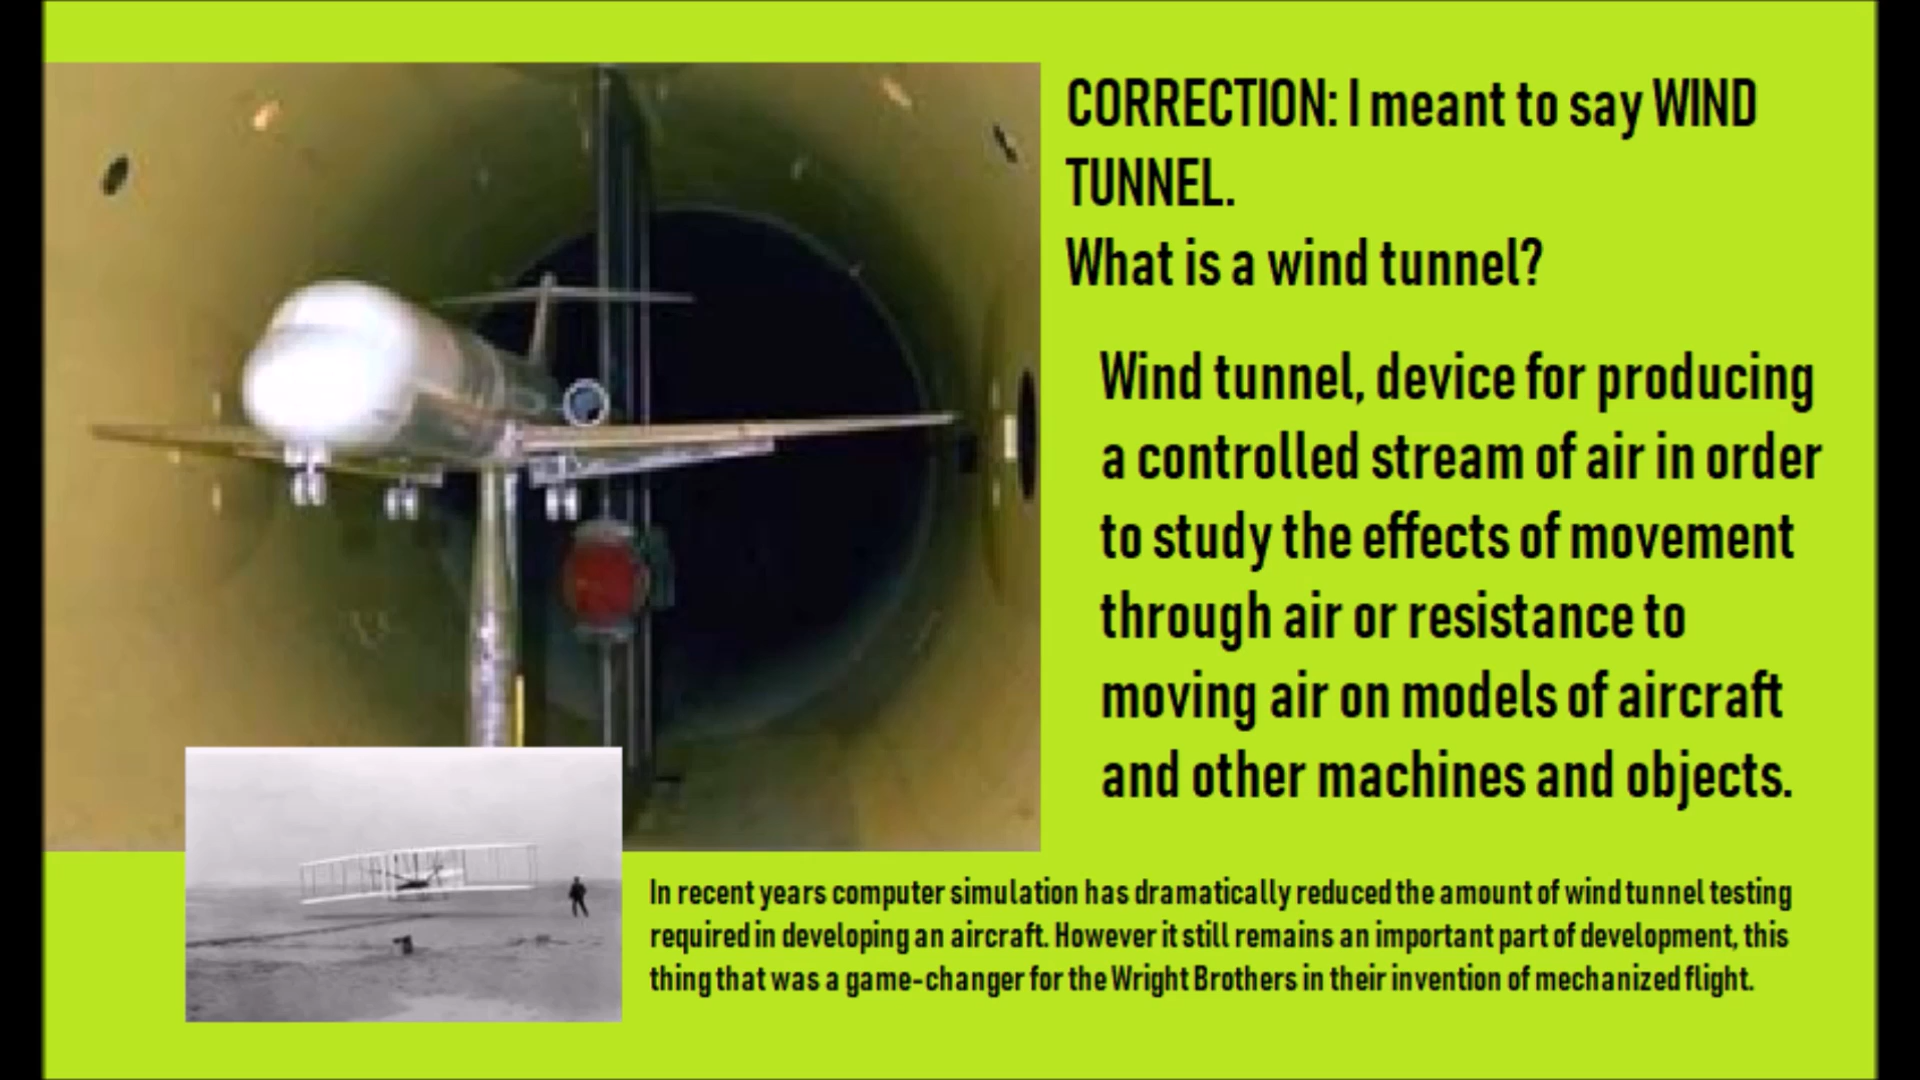 CORRECTION: I meant to say WIND
TUNNEL.
What is a wind tunnel?
Wind tunnel, device for producing
a controlled stream of air in order
to study the effects of movement
through air or resistance to
moving air on models of aircraft
and other machines and objects.
In recent years computer simulation has dramatically reduced the amount of wind tunnel testing
required in developing an aircraft. However it still remains an important part of development, this
thing that was a game-changer for the Wright Brothers in their invention of mechanized flight.